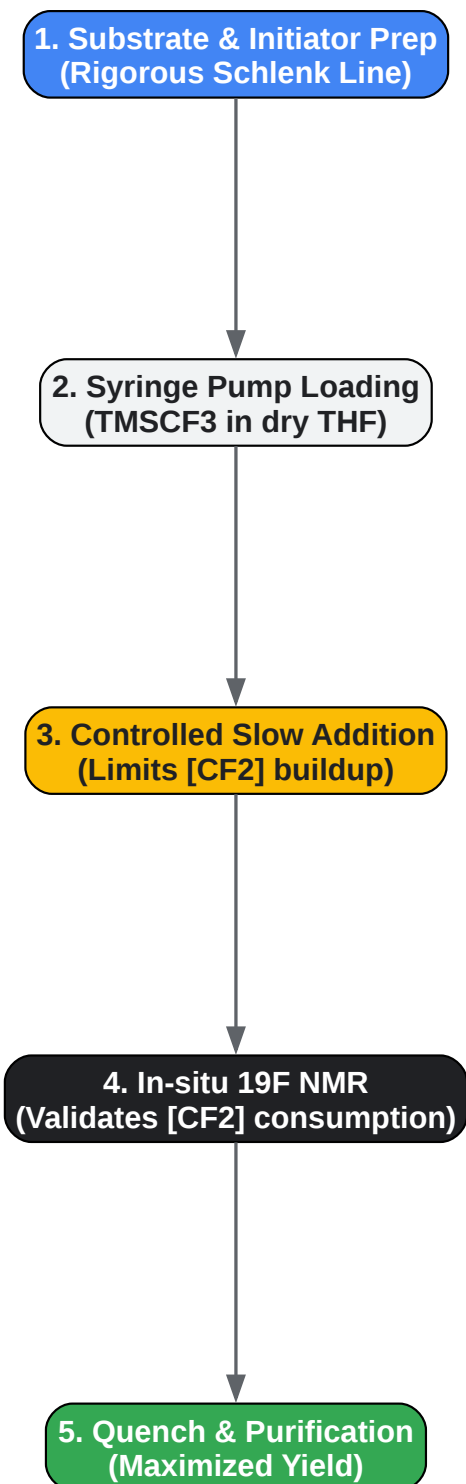 1. Substrate & Initiator Prep
(Rigorous Schlenk Line)
2. Syringe Pump Loading
(TMSCF3 in dry THF)
3. Controlled Slow Addition
(Limits [CF2] buildup)
4. In-situ 19F NMR
(Validates [CF2] consumption)
5. Quench & Purification
(Maximized Yield)